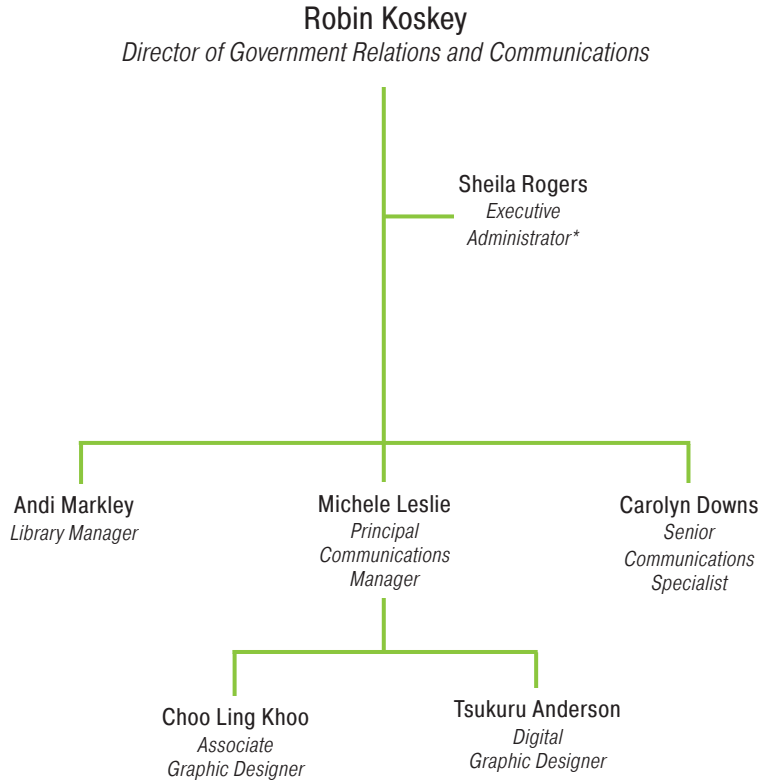 Robin Koskey
Director of Government Relations and Communications
Sheila Rogers
Executive
Administrator*
Andi Markley
Library Manager
Michele Leslie
Principal
Communications
Manager
Carolyn Downs
Senior
Communications
Specialist
Choo Ling Khoo
Associate
Graphic Designer
Tsukuru Anderson
Digital
Graphic Designer